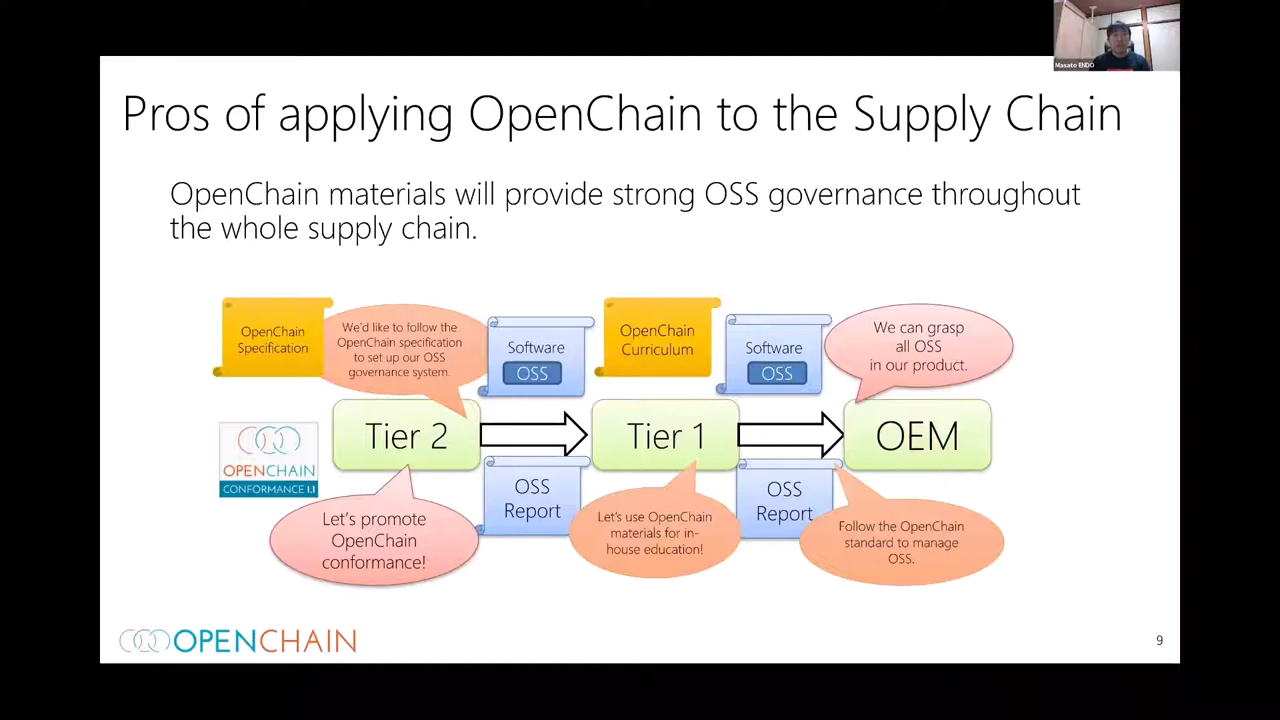 Masato ENDO
Pros of applying OpenChain to the Supply Chain
OpenChain materials will provide strong OSS governance throughout
the whole supply chain.
OpenChain
Specification
We'd like to follow the
OpenChain specification
to set up our OSS
governance system.
Software
OSS
OpenChain
Curriculum
Software
OSS
We can grasp
all OSS
in our product.
Tier 2
Tier 1
OEM
OPENCHAIN
CONFORMANCE 1.1
Let's promote
OpenChain
conformance!
OSS
Report
Let's use OpenChain
materials for in-
house education!
OSS
Report
Follow the OpenChain
standard to manage
OSS.
OPENCHAIN
9